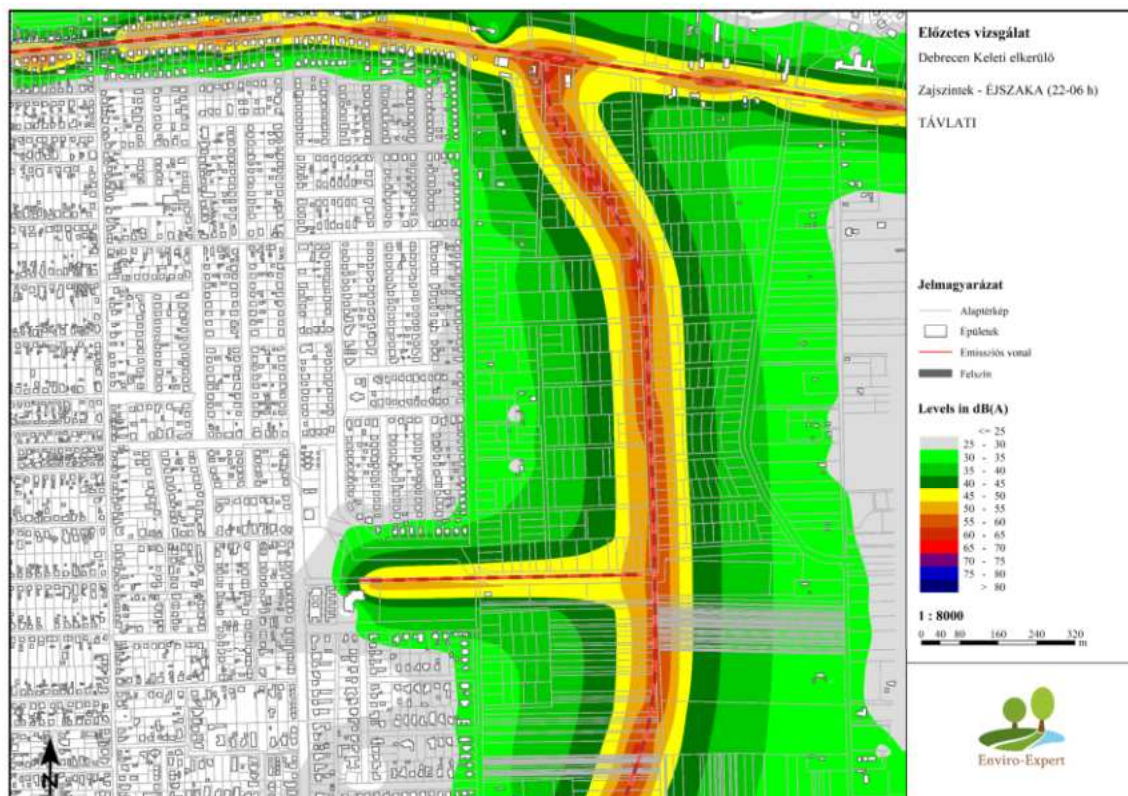 Előzetes vizsgálat
Debrecen Keleti elkerülő
Zajszintek - ÉJSZAKA (22-06 h)
TÁVLATI
Jelmagyarázat
Alaptérkép
Épületek
Emissziós vonal
Felszín
Levels in dB(A)
<= 25
25 - 30
30 - 35
35 - 40
40 - 45
45 - 50
50 - 55
55 - 60
60 - 65
65 - 70
70 - 75
75 - 80
> 80
1 : 8000
0 40 80 160 240 320
m
Enviro-Expert
N